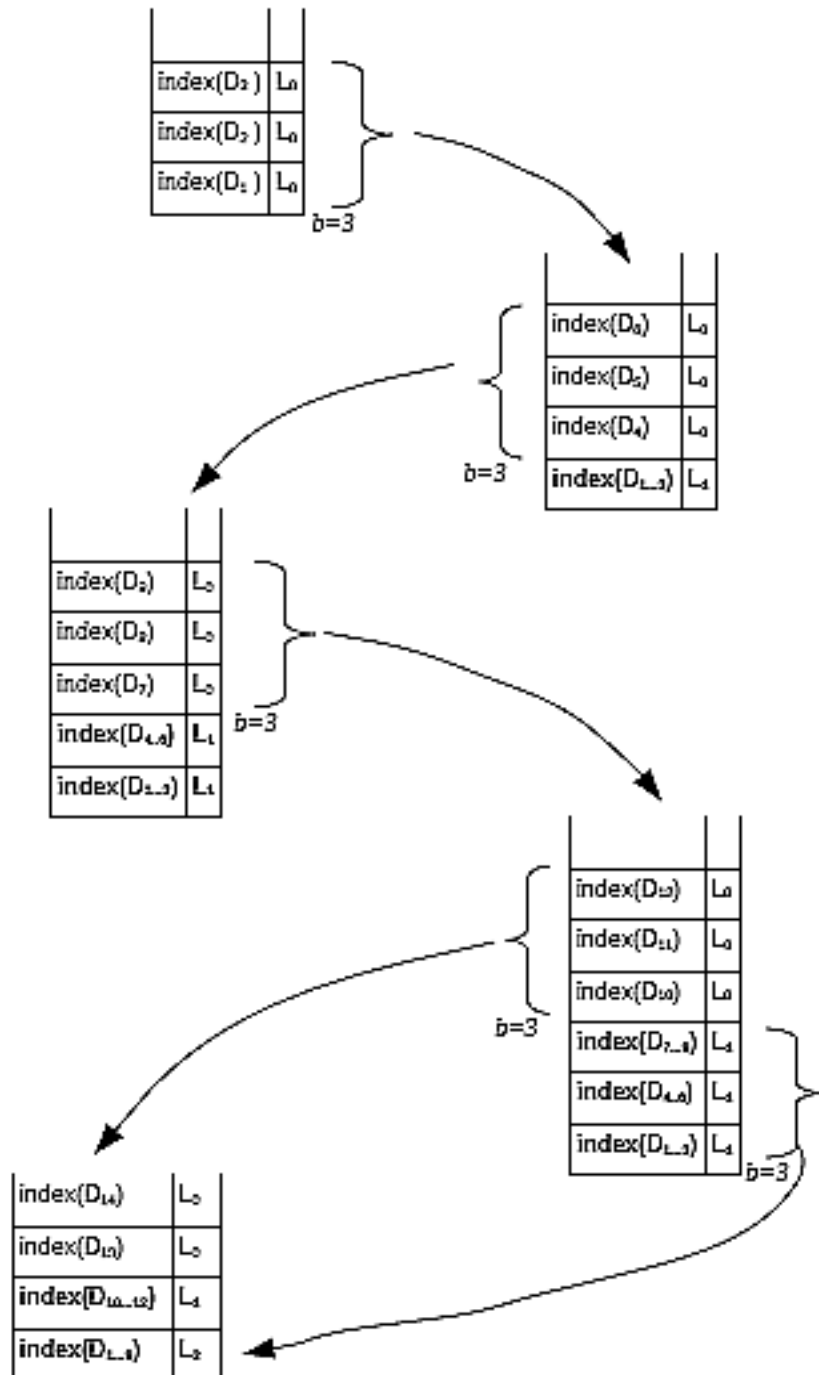 index(D₃) L₀
index(D₂) L₀
index(D₁) L₀
b=3
index(D₆) L₀
index(D₅) L₀
index(D₄) L₀
index(D₁..₃) L₁
b=3
index(D₉) L₀
index(D₈) L₀
index(D₇) L₀
index(D₄..₆) L₁
index(D₁..₃) L₁
b=3
index(D₁₂) L₀
index(D₁₁) L₀
index(D₁₀) L₀
b=3
index(D₇..₉) L₁
index(D₄..₆) L₁
index(D₁..₃) L₁
b=3
index(D₁₄) L₀
index(D₁₃) L₀
index(D₁₀..₁₂) L₁
index(D₁..₉) L₂